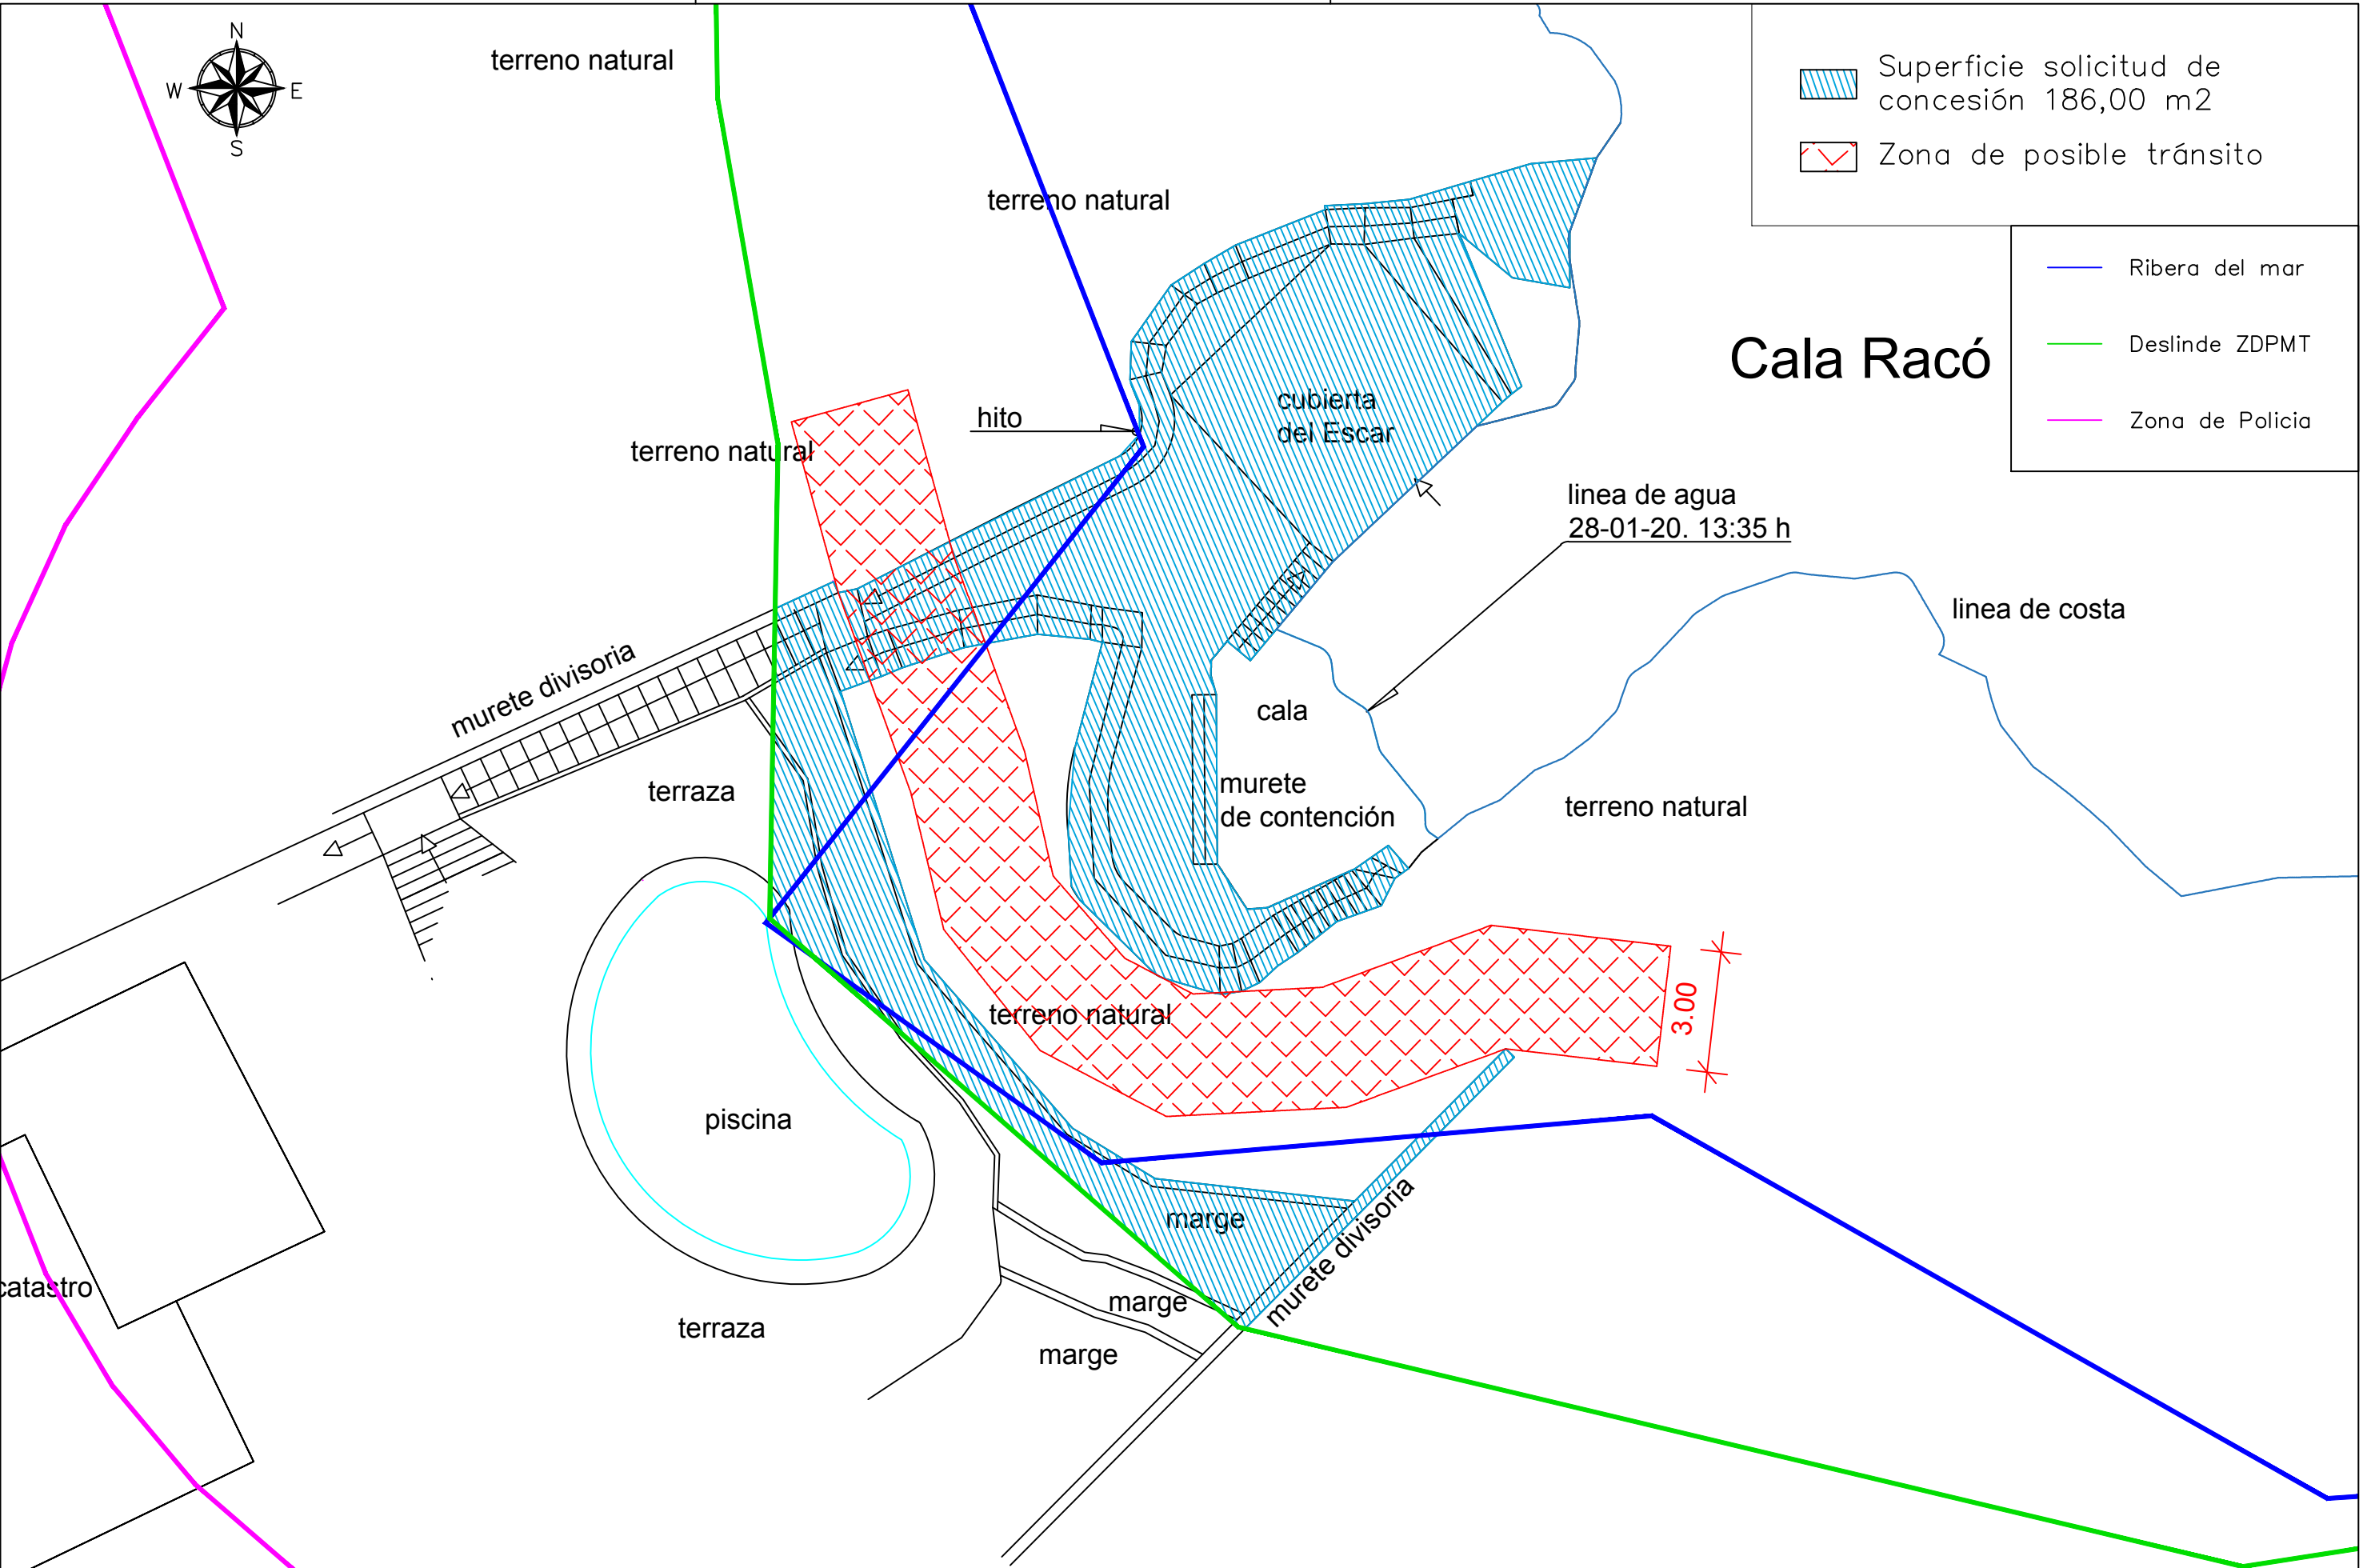 N
W
E
S
terreno natural
Superficie solicitud de
concesión 186,00 m2
Zona de posible tránsito
terreno natural
Ribera del mar
Deslinde ZDPMT
Zona de Policia
Cala Racó
cubierta
del Escar
hito
terreno natural
linea de agua
28-01-20. 13:35 h
linea de costa
murete divisoria
cala
terraza
murete
de contención
terreno natural
3.00
terreno natural
piscina
marge
murete divisoria
catastro
marge
terraza
marge